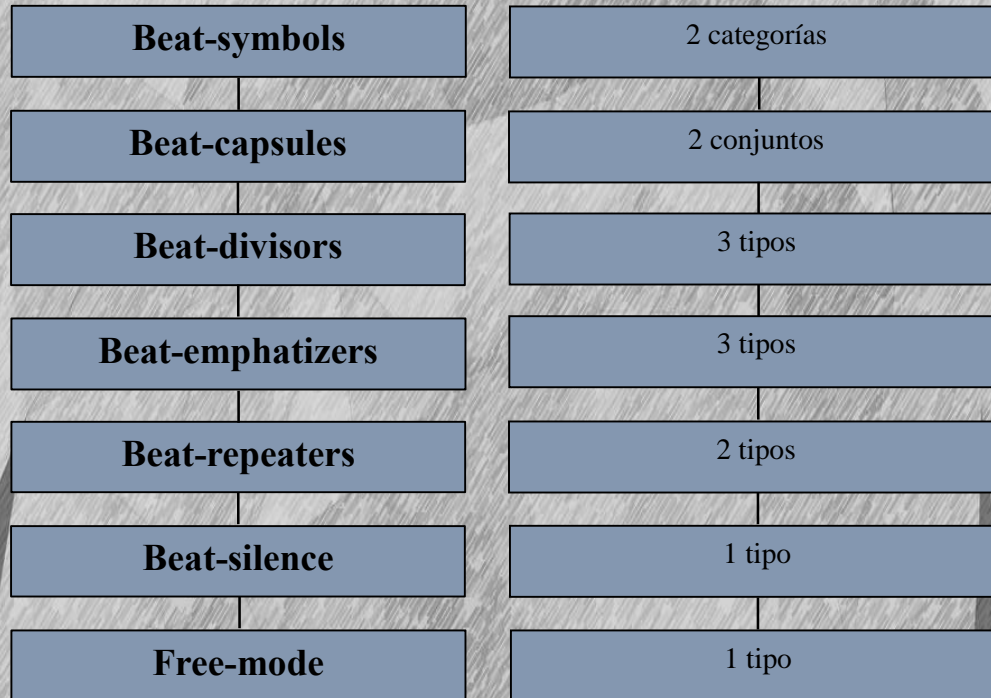 Beat-symbols
2 categorías
Beat-capsules
2 conjuntos
Beat-divisors
3 tipos
Beat-emphatizers
3 tipos
Beat-repeaters
2 tipos
Beat-silence
1 tipo
Free-mode
1 tipo